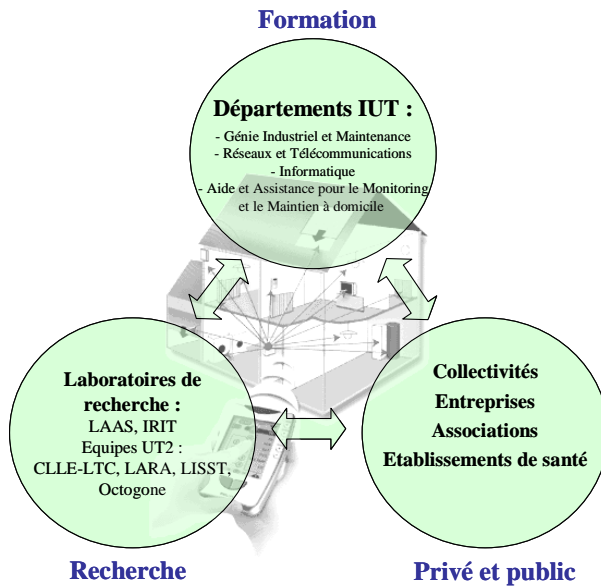 Formation
Départements IUT :
- Génie Industriel et Maintenance
- Réseaux et Télécommunications
- Informatique
- Aide et Assistance pour le Monitoring
et le Maintien à domicile
Laboratoires de
recherche :
LAAS, IRIT
Equipes UT2 :
CLLE-LTC, LARA, LISST,
Octogone
Collectivités
Entreprises
Associations
Etablissements de santé
Recherche
Privé et public